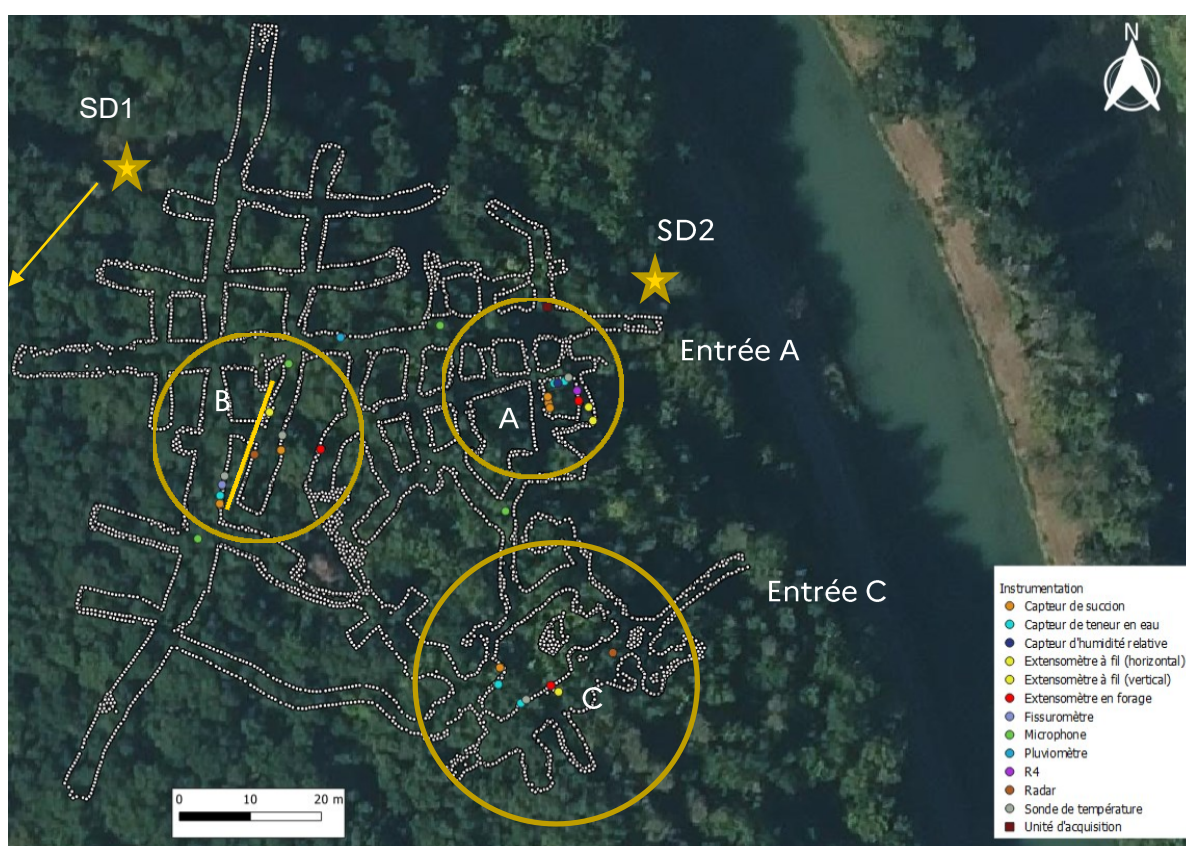 N
SD1
SD2
Entrée A
B
A
Entrée C
C
0 10 20 m
Instrumentation
Capteur de succion
Capteur de teneur en eau
Capteur d'humidité relative
Extensomètre à fil (horizontal)
Extensomètre à fil (vertical)
Extensomètre en forage
Fissuromètre
Microphone
Pluviomètre
R4
Radar
Sonde de température
Unité d'acquisition